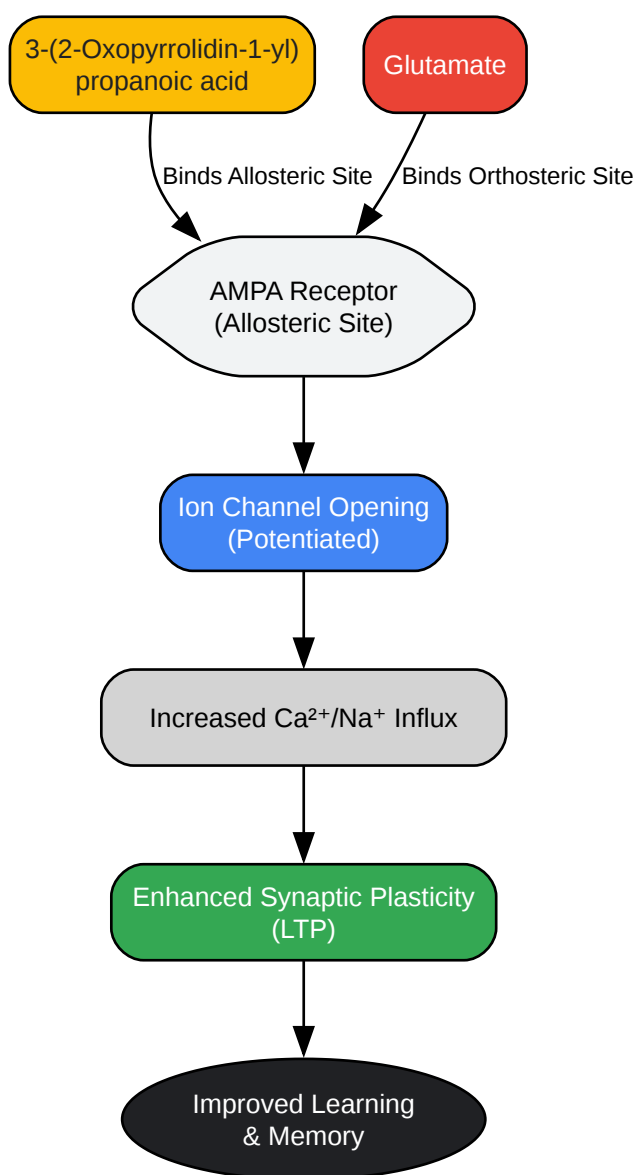 3-(2-Oxopyrrolidin-1-yl)
propanoic acid
Glutamate
Binds Allosteric Site
Binds Orthosteric Site
AMPA Receptor
(Allosteric Site)
Ion Channel Opening
(Potentiated)
Increased Ca²⁺/Na⁺ Influx
Enhanced Synaptic Plasticity
(LTP)
Improved Learning
& Memory